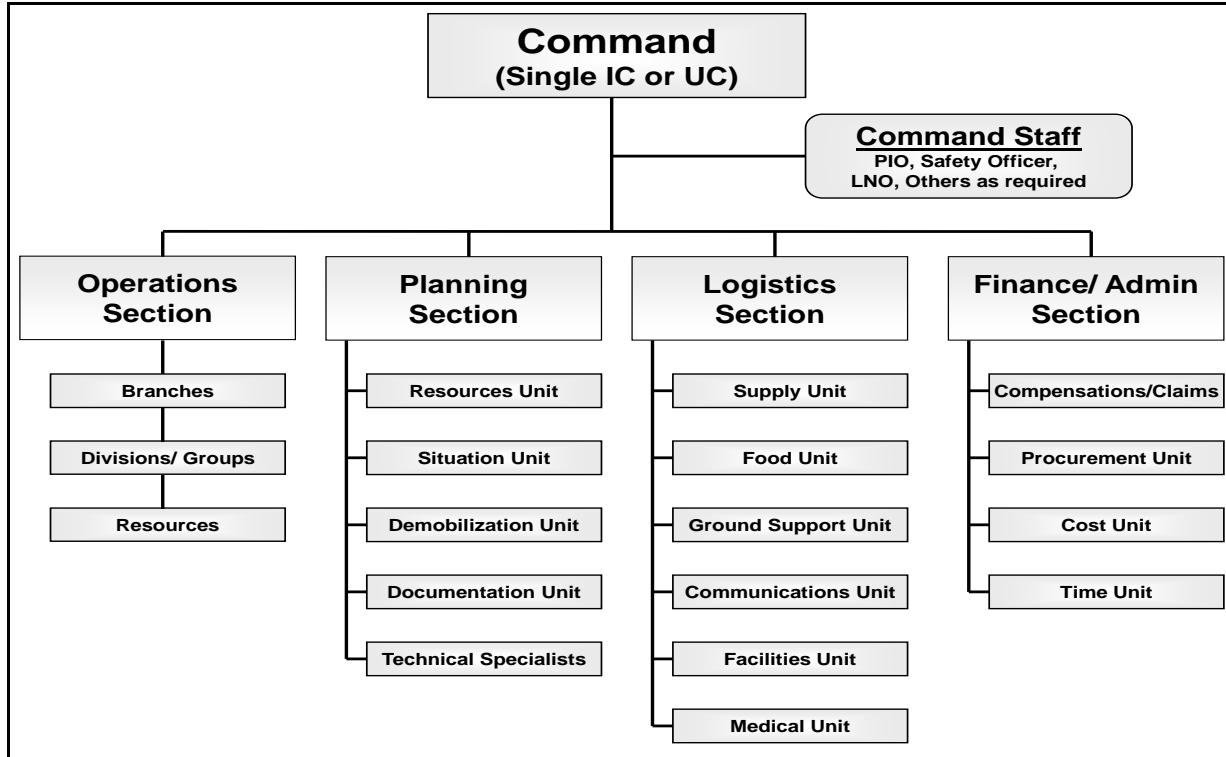 Command
(Single IC or UC)
Command Staff
PIO, Safety Officer,
LNO, Others as required
Operations
Section
Branches
Divisions/ Groups
Resources
Planning
Section
Resources Unit
Situation Unit
Demobilization Unit
Documentation Unit
Technical Specialists
Logistics
Section
Supply Unit
Food Unit
Ground Support Unit
Communications Unit
Facilities Unit
Medical Unit
Finance/ Admin
Section
Compensations/Claims
Procurement Unit
Cost Unit
Time Unit